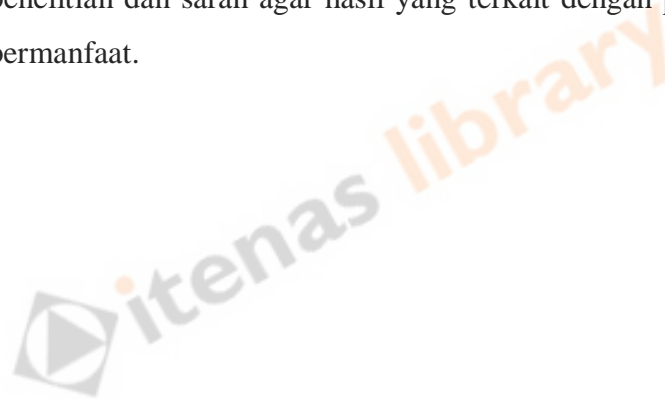 penelitian dan saran agar hasil yang terkait dengan
bermanfaat.
itenas library